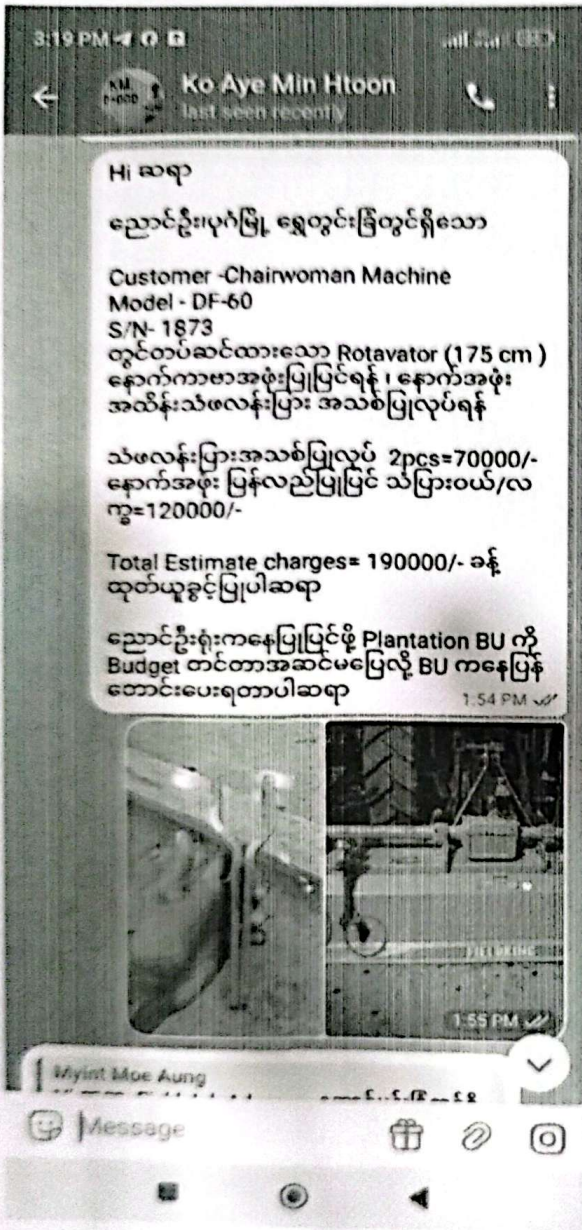 3:19 PM
Ko Aye Min Htoon
last seen recently
Hi ဆရာ
ညောင်ဦး၊ပုဂံမြို့ ရွှေတွင်းခြံတွင်ရှိသော
Customer -Chairwoman Machine
Model - DF-60
S/N- 1873
တွင်တပ်ဆင်ထားသော Rotavator (175 cm )
နောက်ကာဗာအဖုံးပြုပြင်ရန် ၊ နောက်အဖုံး
အထိန်းသံဖလန်းပြား အသစ်ပြုလုပ်ရန်
သံဖလန်းပြားအသစ်ပြုလုပ် 2pcs=70000/-
နောက်အဖုံး ပြန်လည်ပြုပြင် သံပြားဝယ်/လ
က္ခ=120000/-
Total Estimate charges= 190000/- ခန့်
ထုတ်ယူခွင့်ပြုပါဆရာ
ညောင်ဦးရုံးကနေပြုပြင်ဖို့ Plantation BU ကို
Budget တင်တာအဆင်မပြေလို့ BU ကနေပြန်
တောင်းပေးရတာပါဆရာ
1:54 PM
FIELDKING
1:55 PM
Myint Moe Aung
Message